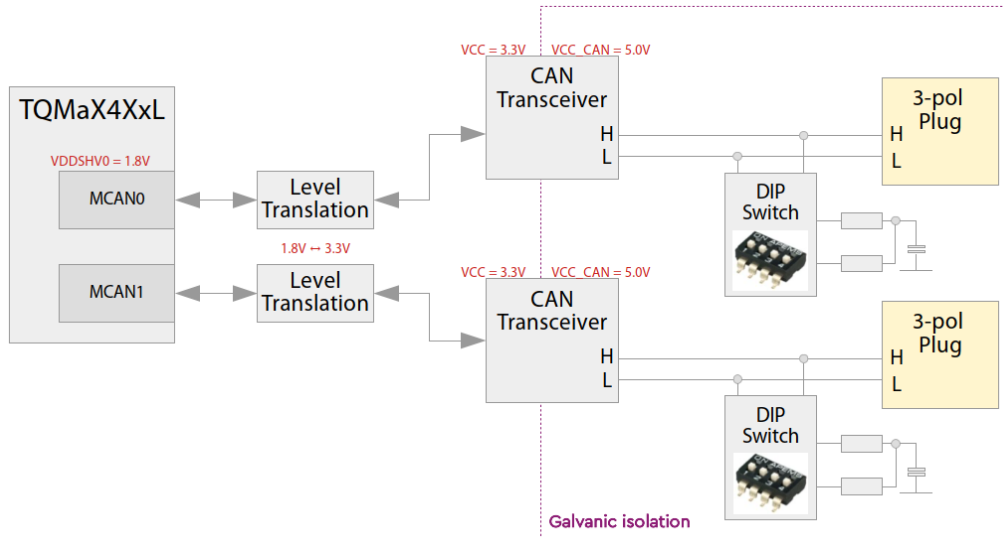 TQMaX4XxL
VDDSHV0 = 1.8V
MCAN0
MCAN1
Level
Translation
1.8V ↔ 3.3V
Level
Translation
VCC = 3.3V
VCC_CAN = 5.0V
CAN
Transceiver
H
L
3-pol
Plug
H
L
DIP
Switch
VCC = 3.3V
VCC_CAN = 5.0V
CAN
Transceiver
H
L
3-pol
Plug
H
L
DIP
Switch
Galvanic isolation